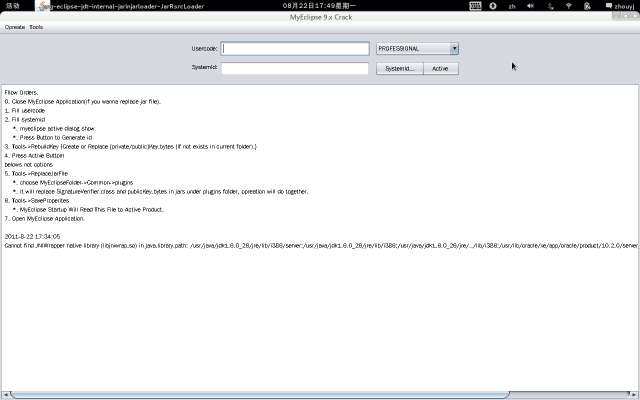 活动
g-eclipse-jdt-internal-jarinjarloader-JarRsrcLoader
08月22日17:49星期一
zh
zhouyj
MyEclipse 9.x Crack
Opreate Tools
Usercode:
PROFESSIONAL
SystemId:
SystemId...
Active
Fllow Orders.
0. Close MyEclipse Application(if you wanna replace jar file).
1. Fill usercode
2. Fill systemid
*. myeclipse active dialog show
*. Press Button to Generate id
3. Tools->RebuildKey (Create or Replace [private/public]Key.bytes (if not exists in current folder).)
4. Press Active Buttom
belows not options
5. Tools->ReplaceJarFile
*. choose MyEclipseFolder->Common->plugins
*. it will replace SignatureVerifier.class and publicKey.bytes in jars under plugins folder, opreation will do together.
6. Tools->SaveProperites
*. MyEclipse Startup Will Read This File to Active Product.
7. Open MyEclipse Application.
2011-8-22 17:34:05
Cannot find JNIWrapper native library (libjniwrap.so) in java.library.path: /usr/java/jdk1.6.0_26/jre/lib/i386/server:/usr/java/jdk1.6.0_26/jre/lib/i386:/usr/java/jdk1.6.0_26/jre/../lib/i386:/usr/lib/oracle/xe/app/oracle/product/10.2.0/server